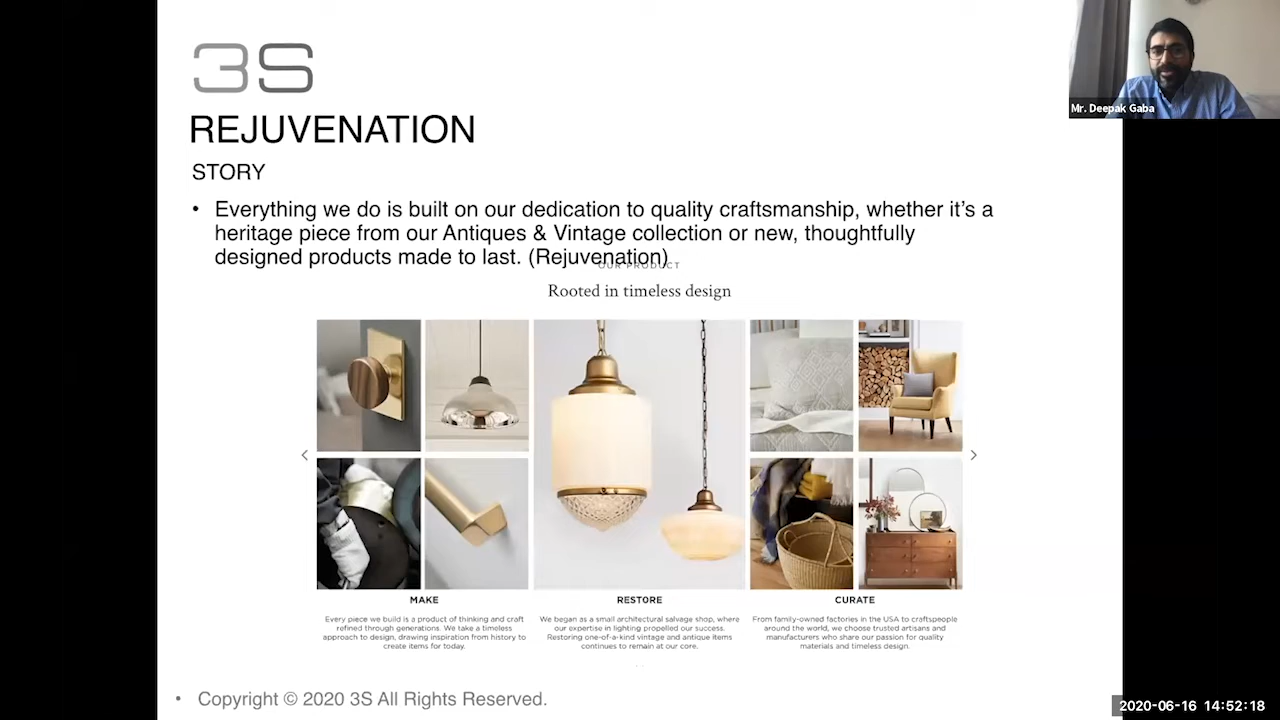 3S
Mr. Deepak Gaba
REJUVENATION
STORY
• Everything we do is built on our dedication to quality craftsmanship, whether it's a
heritage piece from our Antiques & Vintage collection or new, thoughtfully
designed products made to last. (Rejuvenation)
OUR PRODUCT
Rooted in timeless design
MAKE
Every piece we build is a product of thinking and craft
refined through generations. We take a timeless
approach to design, drawing inspiration from history to
create items for today.
RESTORE
We began as a small architectural salvage shop, where
our expertise in lighting propelled our success.
Restoring one-of-a-kind vintage and antique items
continues to remain at our core.
CURATE
From family-owned factories in the USA to craftspeople
around the world, we choose trusted artisans and
manufacturers who share our passion for quality
materials and timeless design.
• Copyright © 2020 3S All Rights Reserved.
2020-06-16 14:52:18